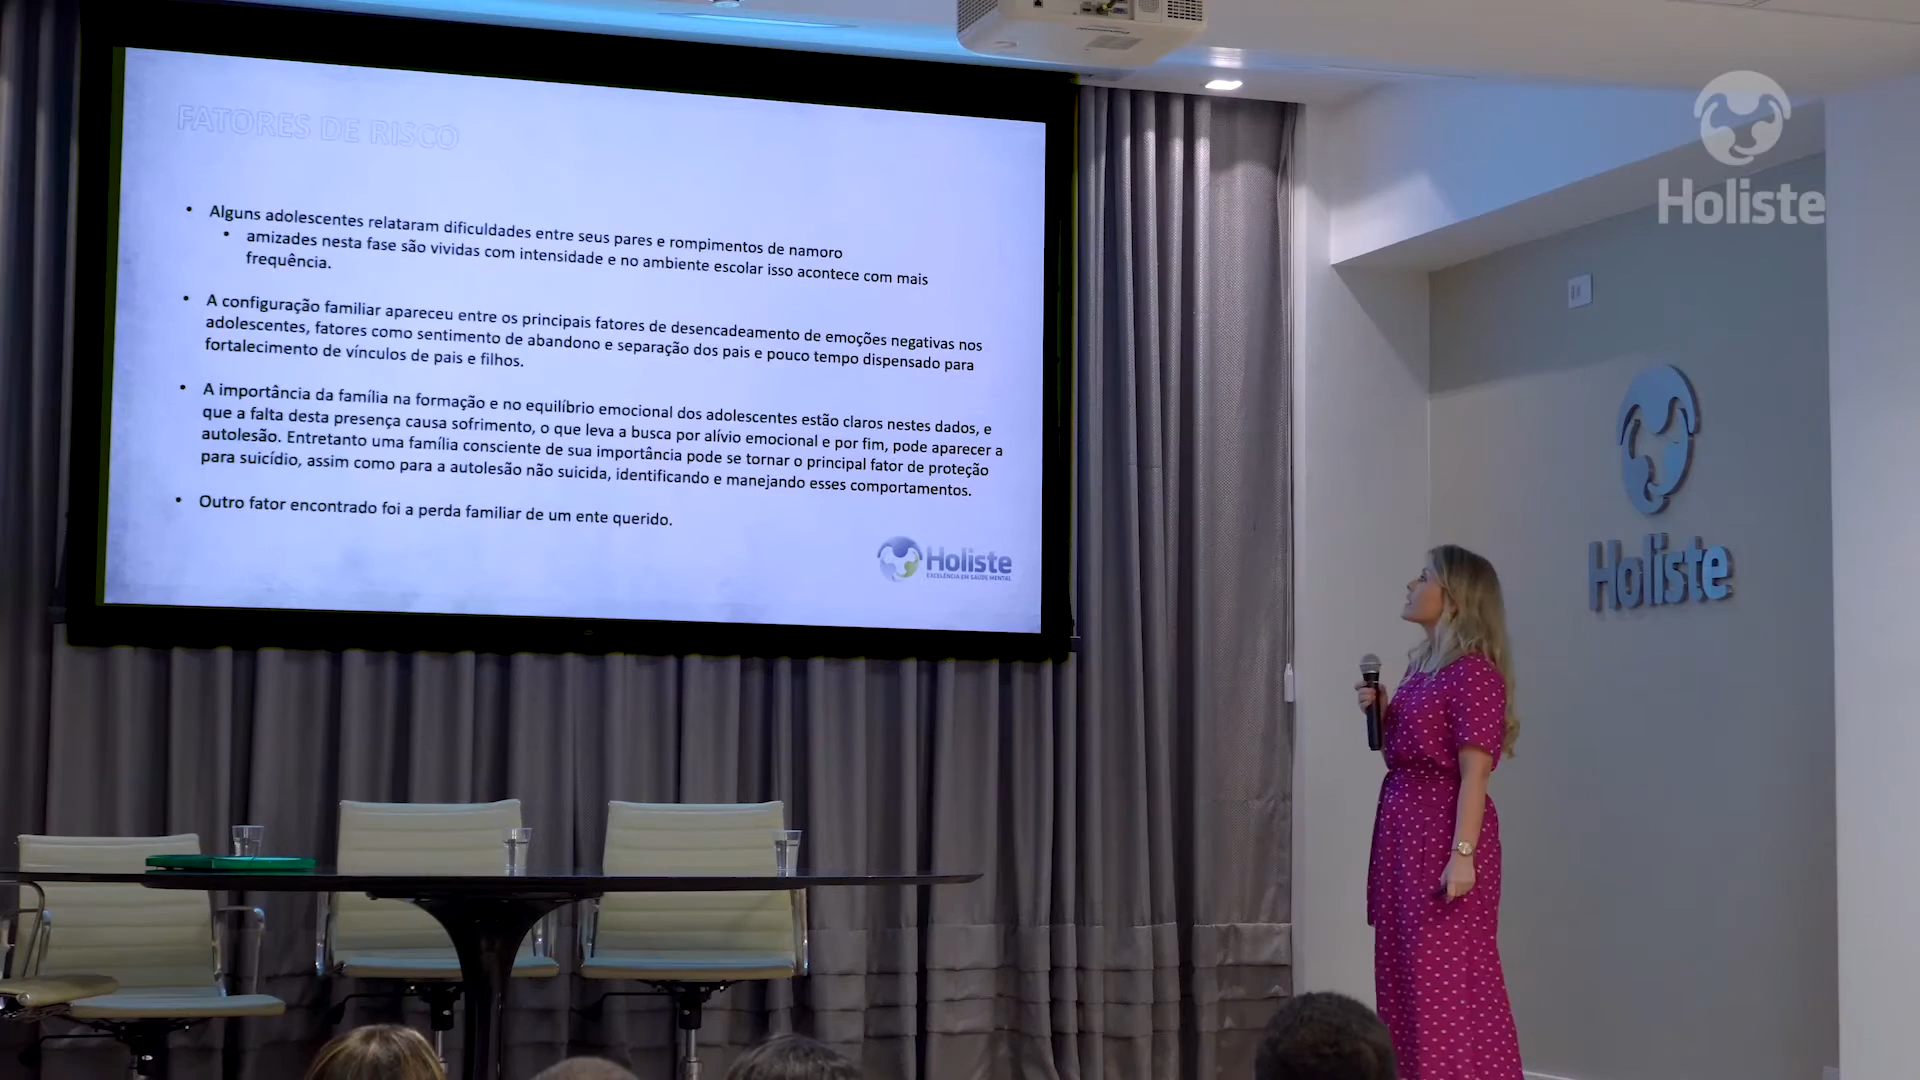 FATORES DE RISCO
• Alguns adolescentes relataram dificuldades entre seus pares e rompimentos de namoro
• amizades nesta fase são vividas com intensidade e no ambiente escolar isso acontece com mais
frequência.
• A configuração familiar apareceu entre os principais fatores de desencadeamento de emoções negativas nos
adolescentes, fatores como sentimento de abandono e separação dos pais e pouco tempo dispensado para
fortalecimento de vínculos de pais e filhos.
• A importância da família na formação e no equilíbrio emocional dos adolescentes estão claros nestes dados, e
que a falta desta presença causa sofrimento, o que leva a busca por alívio emocional e por fim, pode aparecer a
autolesão. Entretanto uma família consciente de sua importância pode se tornar o principal fator de proteção
para suicídio, assim como para a autolesão não suicida, identificando e manejando esses comportamentos.
• Outro fator encontrado foi a perda familiar de um ente querido.
Holiste
EXCELÊNCIA EM SAÚDE MENTAL
Holiste
Holiste